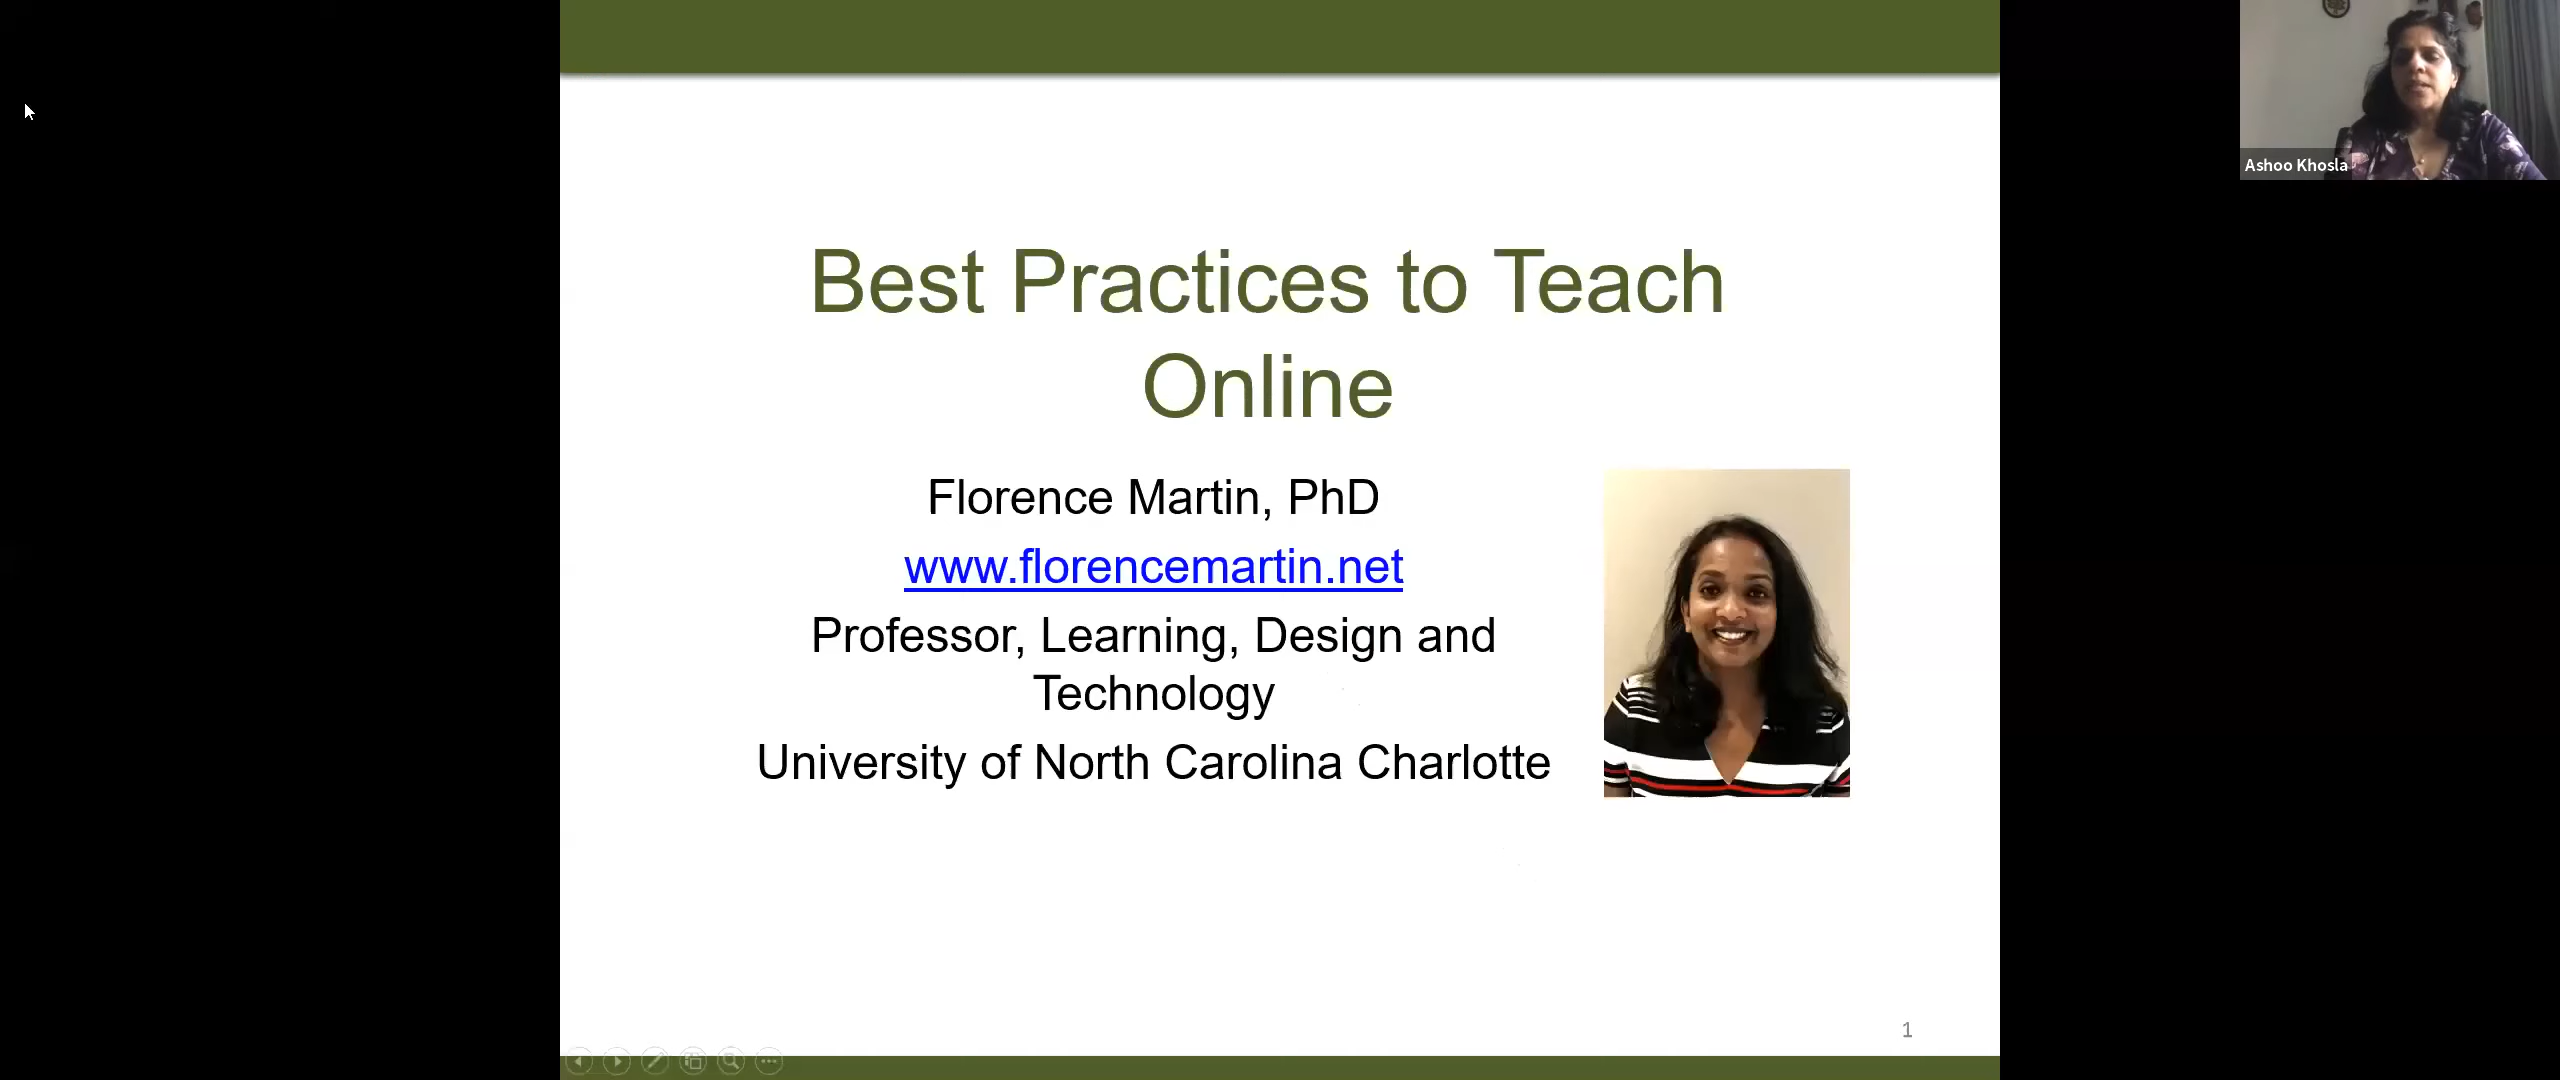 Best Practices to Teach
Online
Florence Martin, PhD
www.florencemartin.net
Professor, Learning, Design and
Technology
University of North Carolina Charlotte
1
Ashoo Khosla